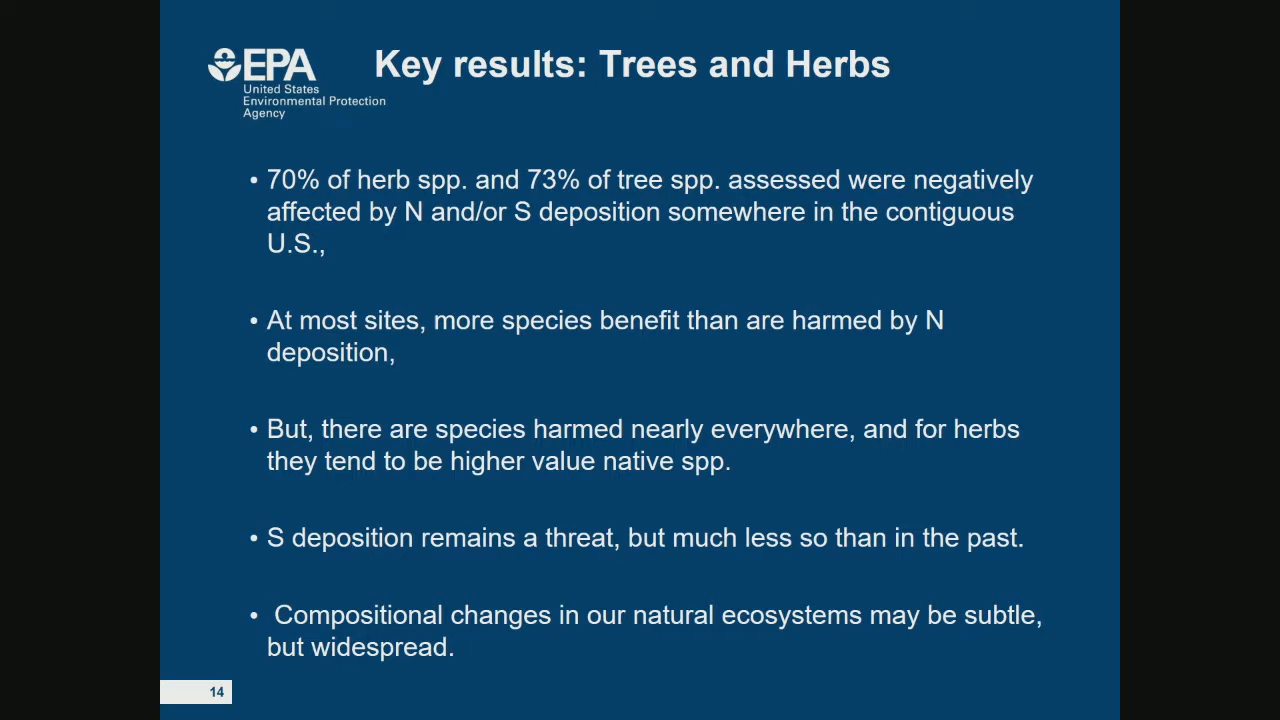 EPA
United States
Environmental Protection
Agency
Key results: Trees and Herbs
• 70% of herb spp. and 73% of tree spp. assessed were negatively
affected by N and/or S deposition somewhere in the contiguous
U.S.,
• At most sites, more species benefit than are harmed by N
deposition,
• But, there are species harmed nearly everywhere, and for herbs
they tend to be higher value native spp.
• S deposition remains a threat, but much less so than in the past.
• Compositional changes in our natural ecosystems may be subtle,
but widespread.
14